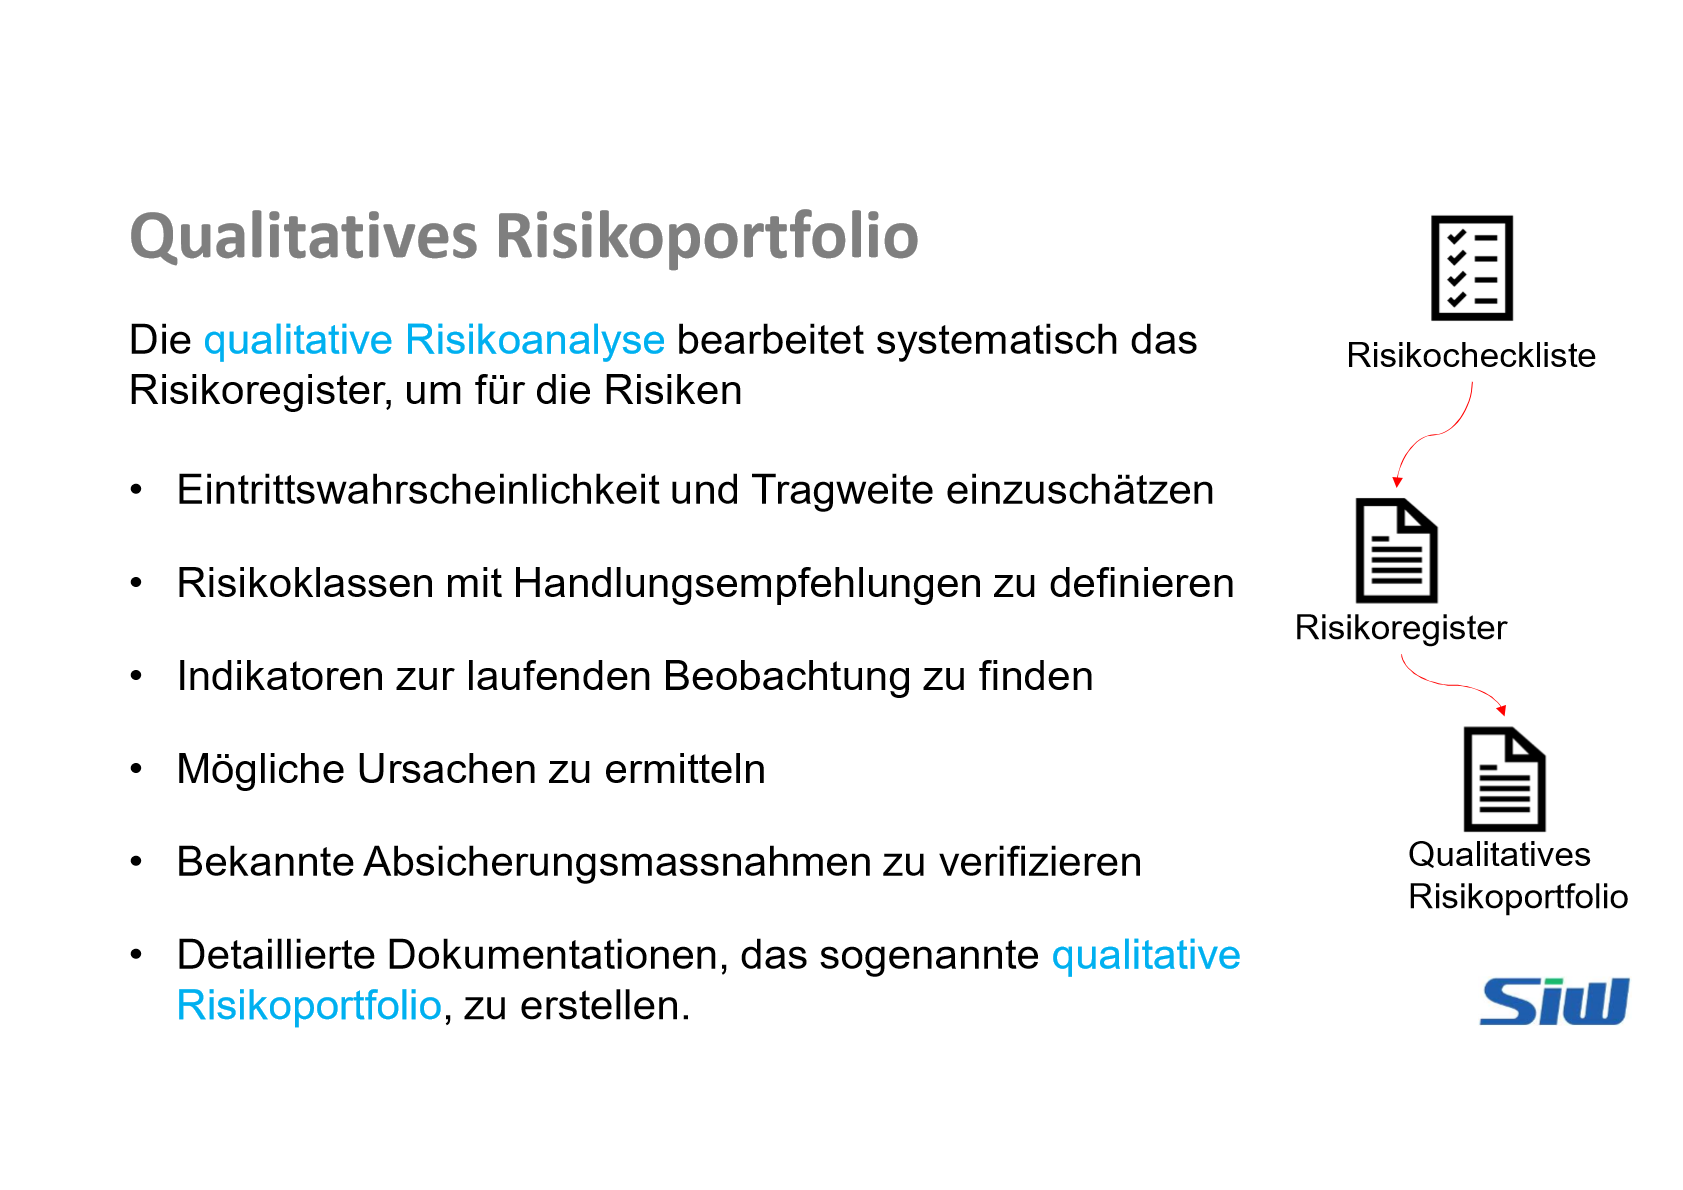 Qualitatives Risikoportfolio
Die qualitative Risikoanalyse bearbeitet systematisch das
Risikoregister, um für die Risiken
• Eintrittswahrscheinlichkeit und Tragweite einzuschätzen
• Risikoklassen mit Handlungsempfehlungen zu definieren
• Indikatoren zur laufenden Beobachtung zu finden
• Mögliche Ursachen zu ermitteln
• Bekannte Absicherungsmassnahmen zu verifizieren
• Detaillierte Dokumentationen, das sogenannte qualitative
Risikoportfolio, zu erstellen.
Risikocheckliste
Risikoregister
Qualitatives
Risikoportfolio
Siw